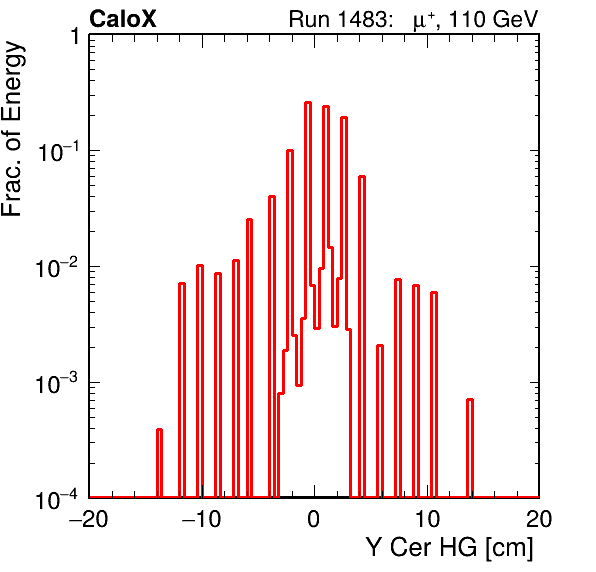 CaloX Run 1483: μ⁺, 110 GeV
Frac. of Energy
1
10⁻¹
10⁻²
10⁻³
10⁻⁴
−20 −10 0 10 20
Y Cer HG [cm]